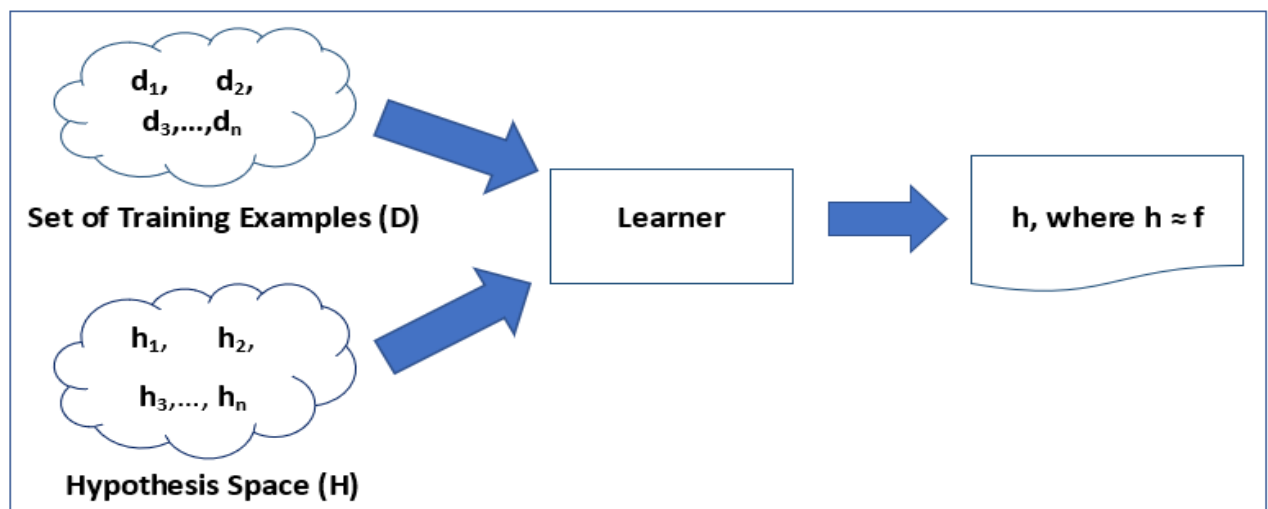 d₁, d₂,
d₃,...,dₙ
Set of Training Examples (D)
Learner
h, where h ≈ f
h₁, h₂,
h₃,..., hₙ
Hypothesis Space (H)